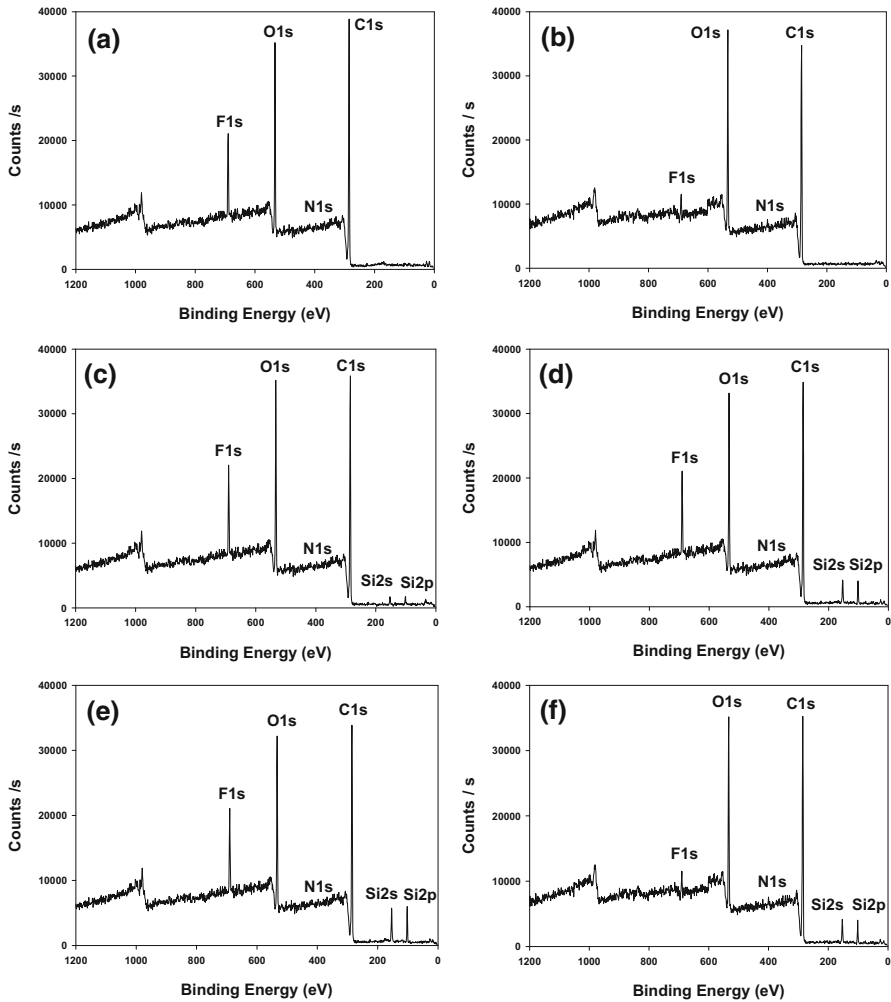 (a)
O1s
C1s
F1s
N1s
Counts /s
40000
30000
20000
10000
0
1200 1000 800 600 400 200 0
Binding Energy (eV)
(b)
O1s
C1s
F1s
N1s
Counts / s
40000
30000
20000
10000
0
1200 1000 800 600 400 200 0
Binding Energy (eV)
(c)
O1s
C1s
F1s
N1s
Si2s Si2p
Counts /s
40000
30000
20000
10000
0
1200 1000 800 600 400 200 0
Binding Energy (eV)
(d)
O1s
C1s
F1s
N1s
Si2s Si2p
Counts /s
40000
30000
20000
10000
0
1200 1000 800 600 400 200 0
Binding Energy (eV)
(e)
O1s
C1s
F1s
N1s
Si2s Si2p
Counts /s
40000
30000
20000
10000
0
1200 1000 800 600 400 200 0
Binding Energy (eV)
(f)
O1s
C1s
F1s
N1s
Si2s Si2p
Counts / s
40000
30000
20000
10000
0
1200 1000 800 600 400 200 0
Binding Energy (eV)